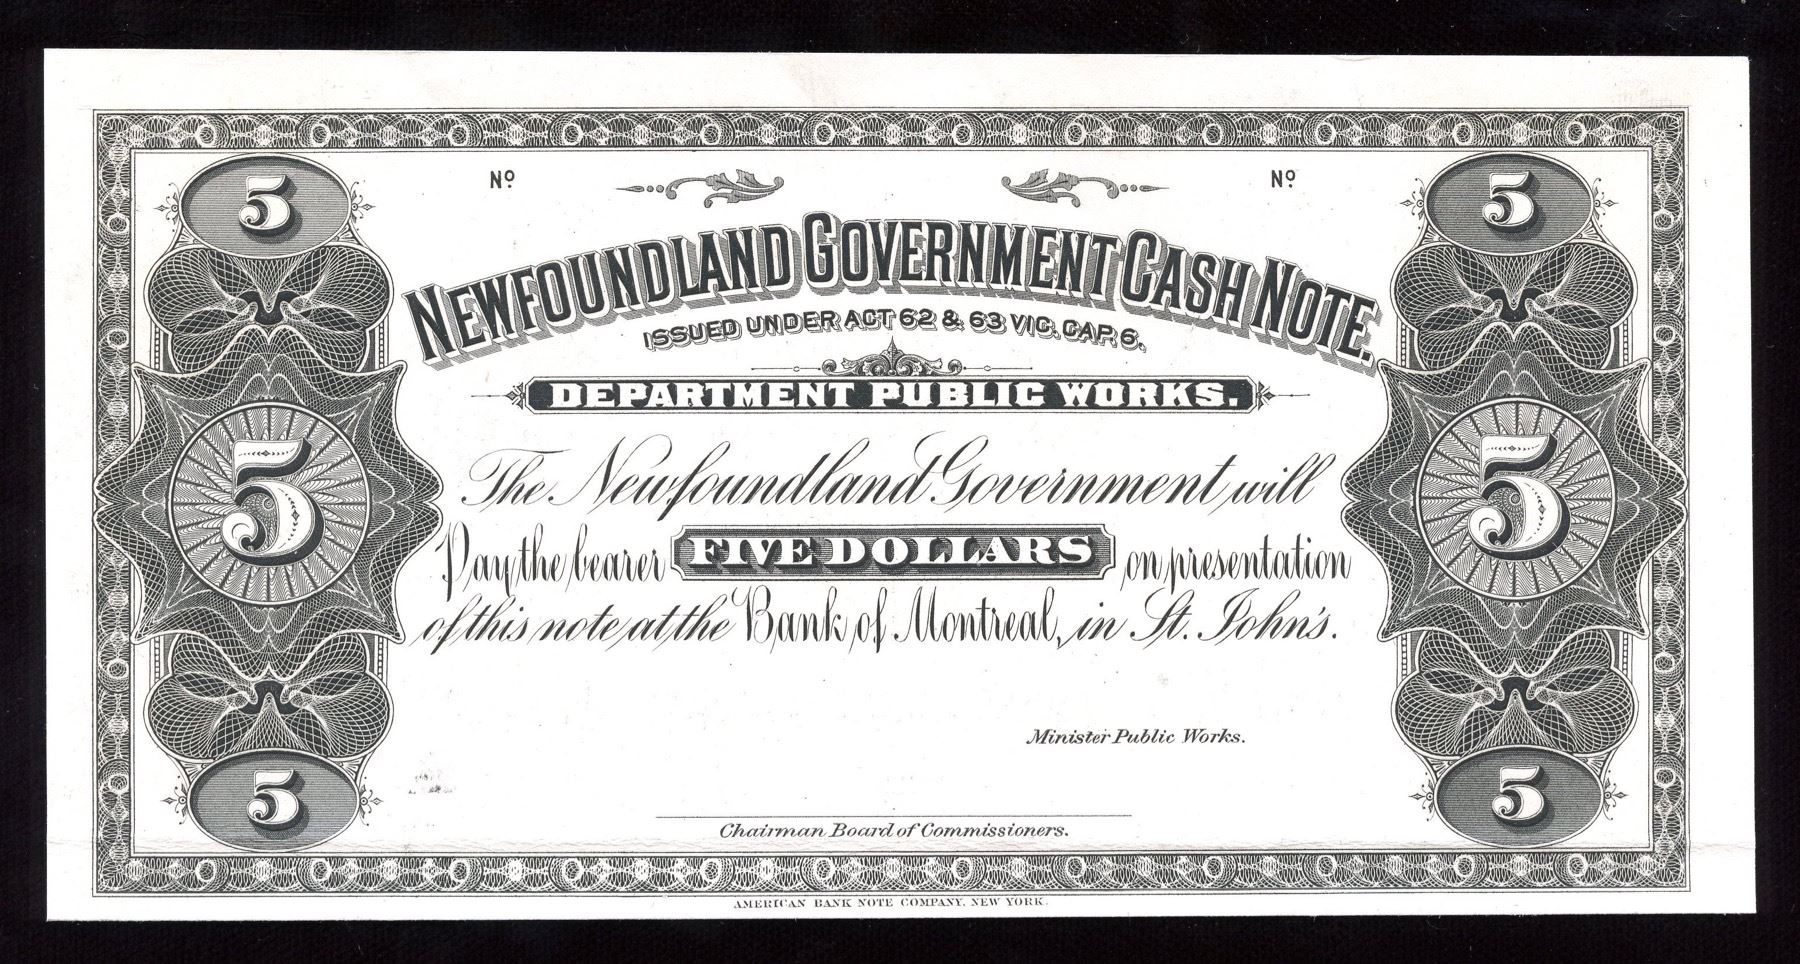 5 Nº Nº 5
NEWFOUNDLAND GOVERNMENT CASH NOTE.
ISSUED UNDER ACT 62 & 63 VIC. CAP. 6.
DEPARTMENT PUBLIC WORKS.
The Newfoundland Government will
5 Pay the bearer FIVE DOLLARS on presentation 5
of this note at the Bank of Montreal, in St. John's.
Minister Public Works.
5 5
Chairman Board of Commissioners.
AMERICAN BANK NOTE COMPANY, NEW YORK.